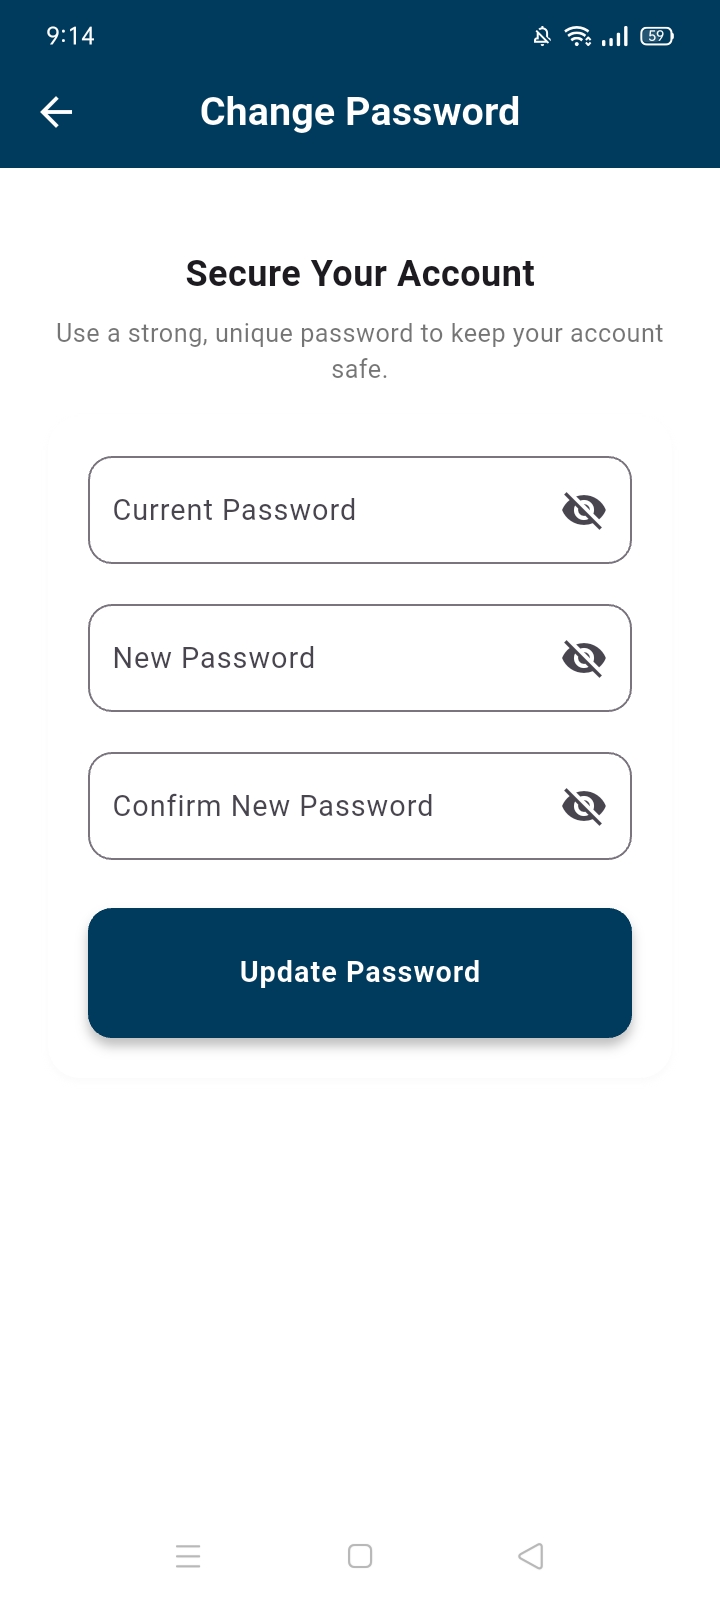 9:14
59
Change Password
Secure Your Account
Use a strong, unique password to keep your account
safe.
Current Password
New Password
Confirm New Password
Update Password